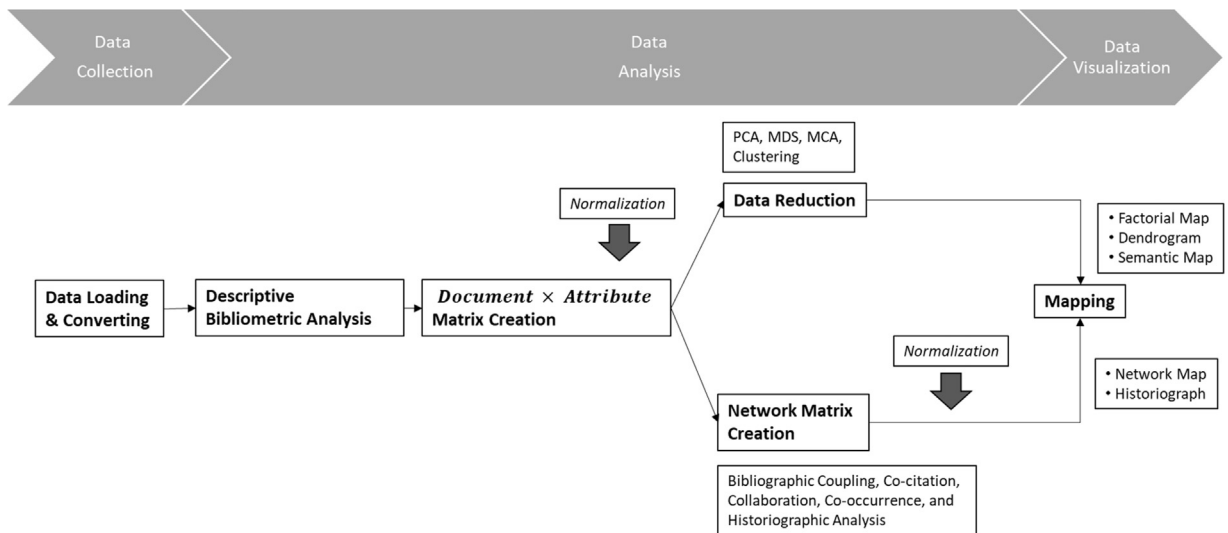 Data
Collection
Data
Analysis
Data
Visualization
PCA, MDS, MCA,
Clustering
Normalization
Data Reduction
• Factorial Map
• Dendrogram
• Semantic Map
Data Loading
& Converting
Descriptive
Bibliometric Analysis
Document × Attribute
Matrix Creation
Mapping
Normalization
• Network Map
• Historiograph
Network Matrix
Creation
Bibliographic Coupling, Co-citation,
Collaboration, Co-occurrence, and
Historiographic Analysis